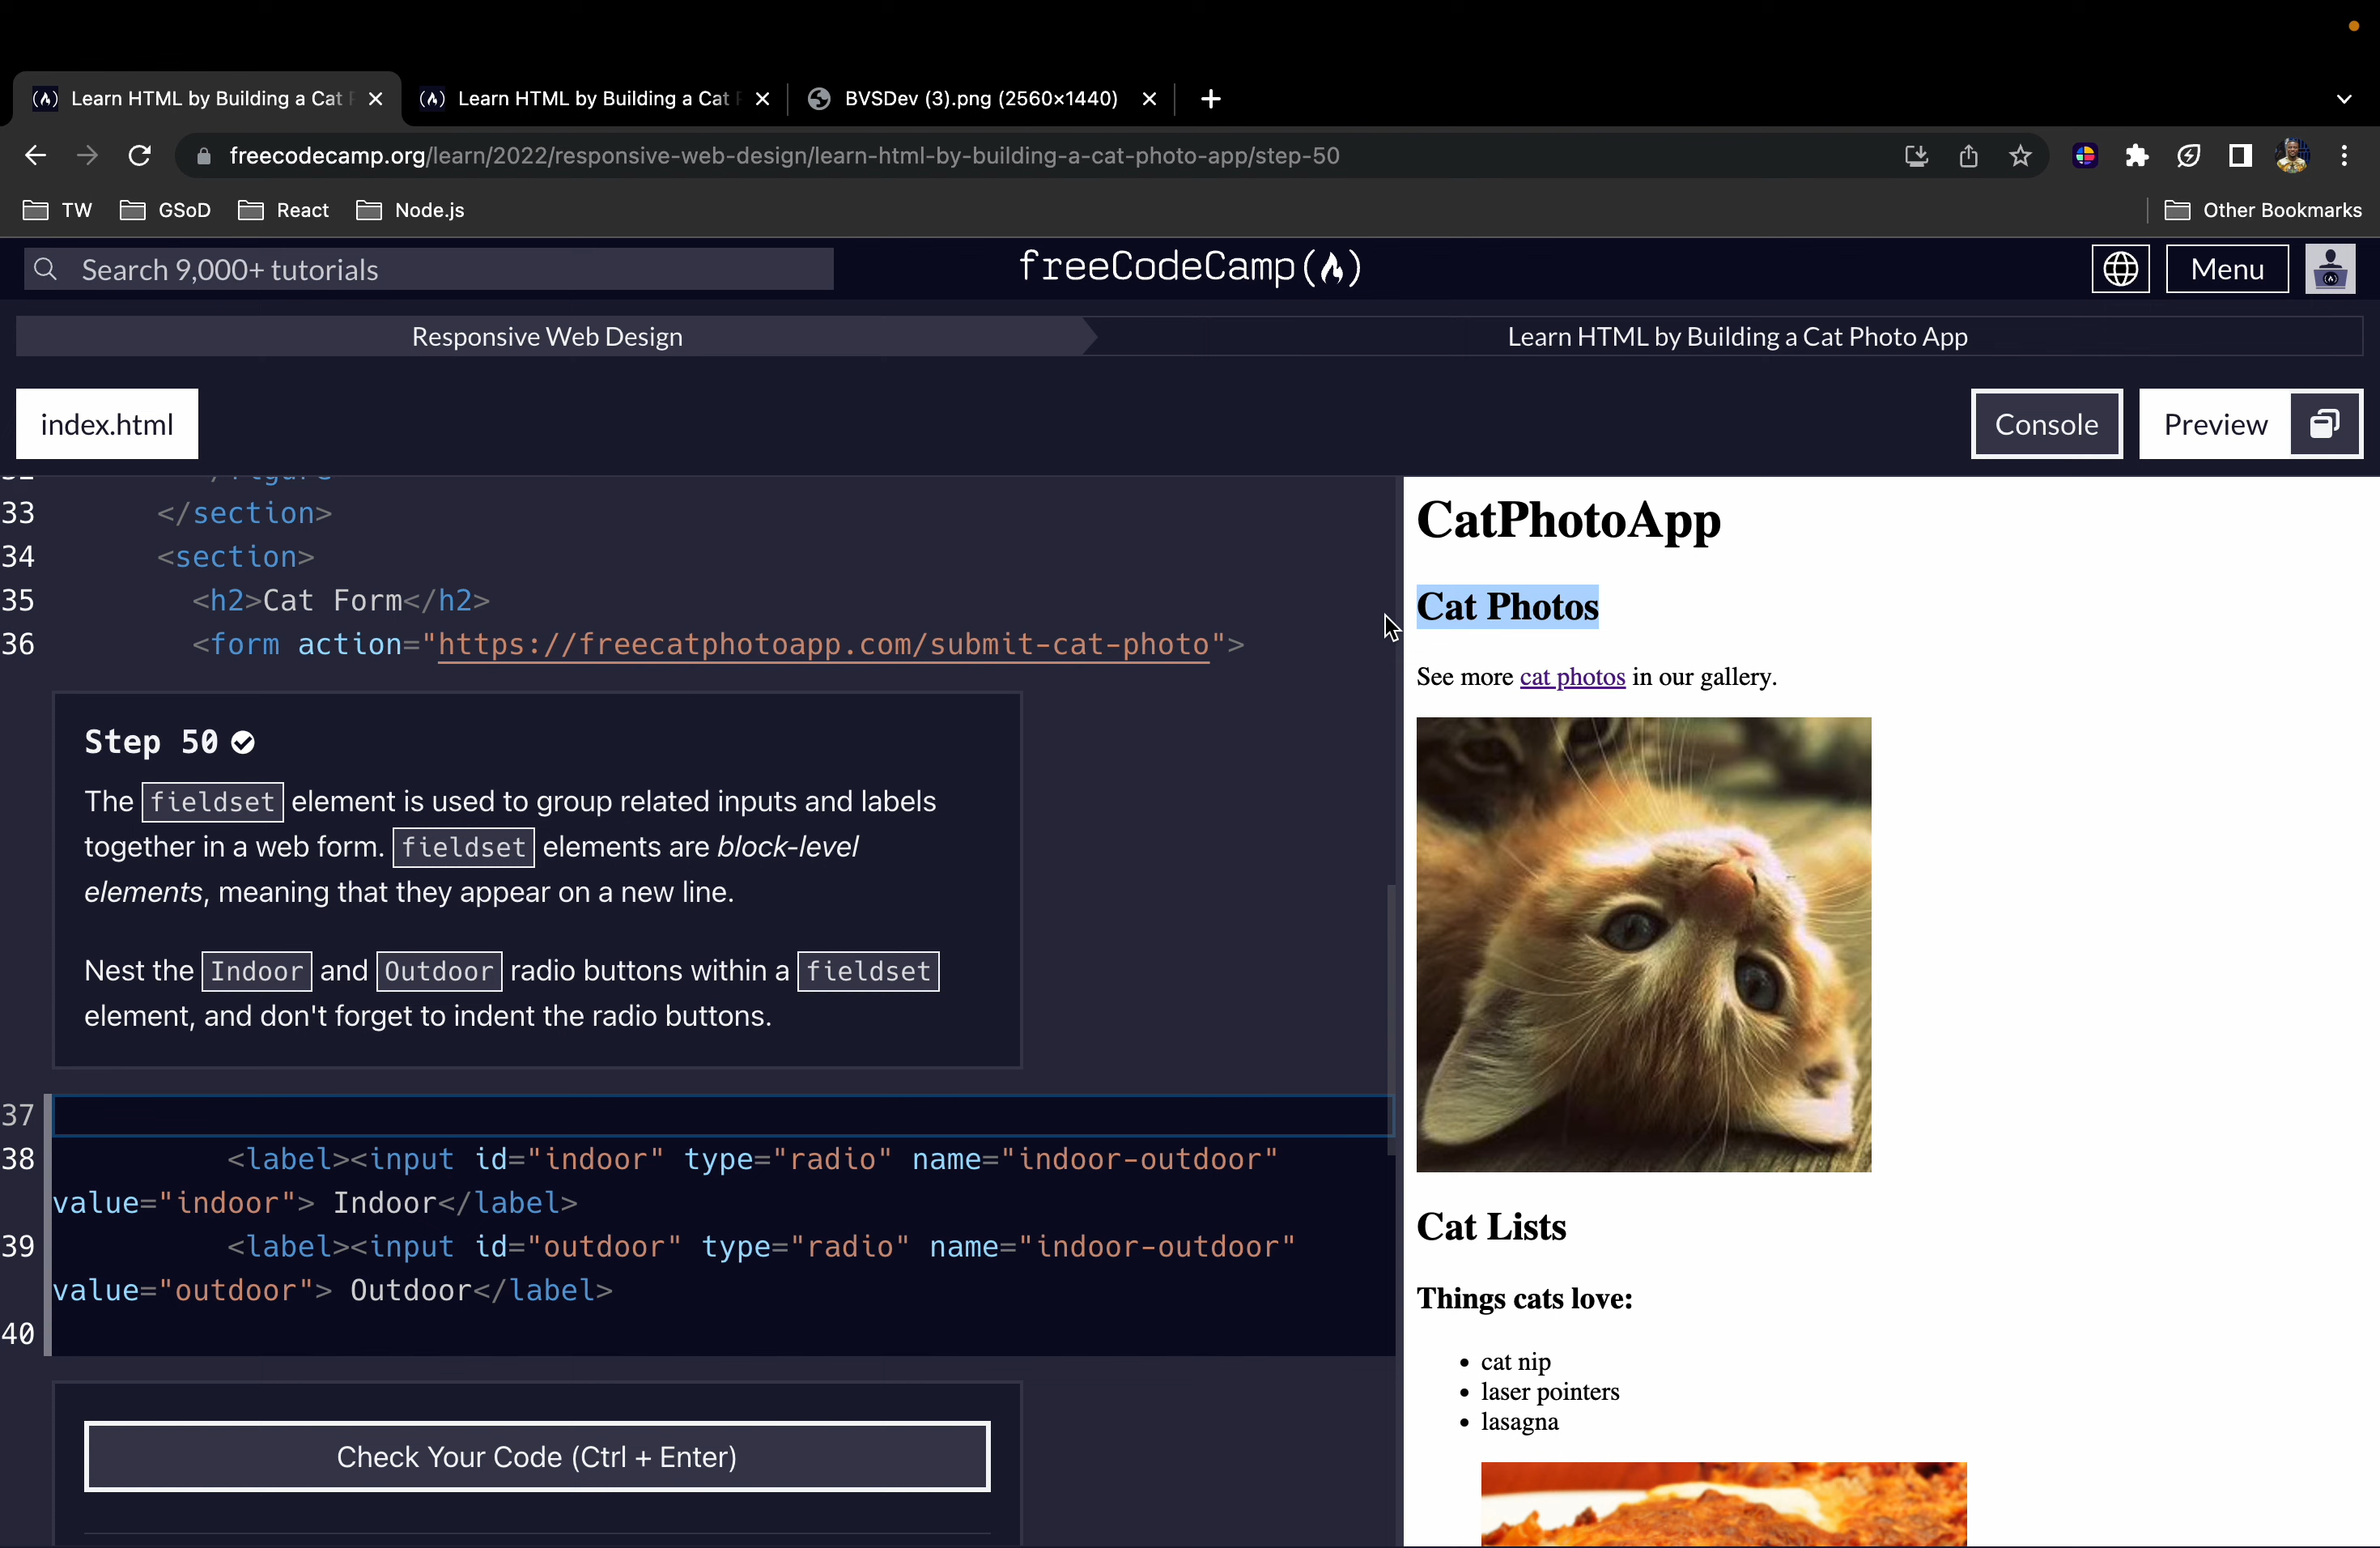 Learn HTML by Building a Cat
Learn HTML by Building a Cat
BVSDev (3).png (2560×1440)
freecodecamp.org/learn/2022/responsive-web-design/learn-html-by-building-a-cat-photo-app/step-50
TW GSoD React Node.js Other Bookmarks
Search 9,000+ tutorials
freeCodeCamp
Menu
Responsive Web Design
Learn HTML by Building a Cat Photo App
index.html
Console
Preview
33 </section>
34 <section>
35 <h2>Cat Form</h2>
36 <form action="https://freecatphotoapp.com/submit-cat-photo">
Step 50
The fieldset element is used to group related inputs and labels
together in a web form. fieldset elements are block-level
elements, meaning that they appear on a new line.
Nest the Indoor and Outdoor radio buttons within a fieldset
element, and don't forget to indent the radio buttons.
37
38 <label><input id="indoor" type="radio" name="indoor-outdoor"
value="indoor"> Indoor</label>
39 <label><input id="outdoor" type="radio" name="indoor-outdoor"
value="outdoor"> Outdoor</label>
40
Check Your Code (Ctrl + Enter)
CatPhotoApp
Cat Photos
See more cat photos in our gallery.
Cat Lists
Things cats love:
• cat nip
• laser pointers
• lasagna